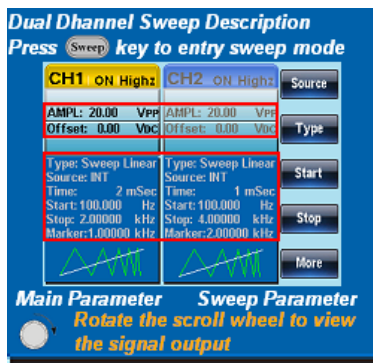 Dual Dhannel Sweep Description
Press Sweep key to entry sweep mode
CH1 ON Highz CH2 ON Highz Source
AMPL: 20.00 VPP AMPL: 20.00 VPP
Offset: 0.00 VDC Offset: 0.00 VDC Type
Type: Sweep Linear Type: Sweep Linear
Source: INT Source: INT Start
Time: 2 mSec Time: 1 mSec
Start: 100.000 Hz Start: 100.000 Hz
Stop: 2.00000 kHz Stop: 4.00000 kHz Stop
Marker:1.00000 kHz Marker:2.00000 kHz
More
Main Parameter Sweep Parameter
Rotate the scroll wheel to view
the signal output